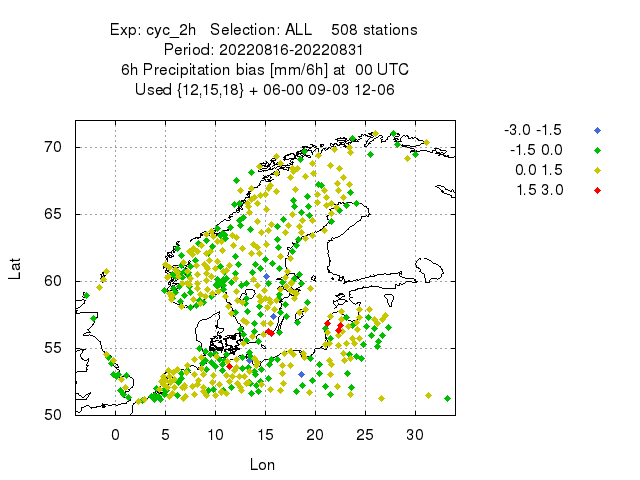 Exp: cyc_2h   Selection: ALL    508 stations
Period: 20220816-20220831
6h Precipitation bias [mm/6h] at  00 UTC
Used {12,15,18} + 06-00 09-03 12-06
-3.0 -1.5
-1.5 0.0
0.0 1.5
1.5 3.0
70
65
60
55
50
Lat
0 5 10 15 20 25 30
Lon